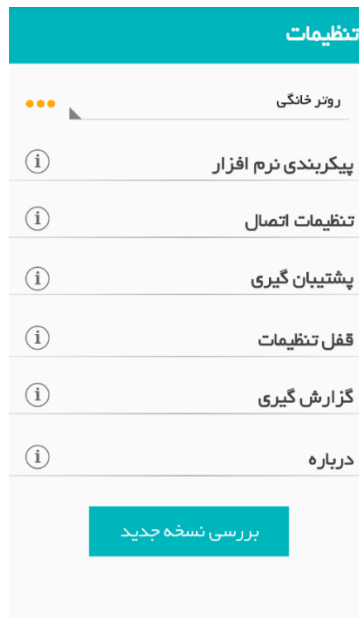 تنظیمات
روتر خانگی
پیکربندی نرم افزار
تنظیمات اتصال
پشتیبان گیری
قفل تنظیمات
گزارش گیری
درباره
بررسی نسخه جدید